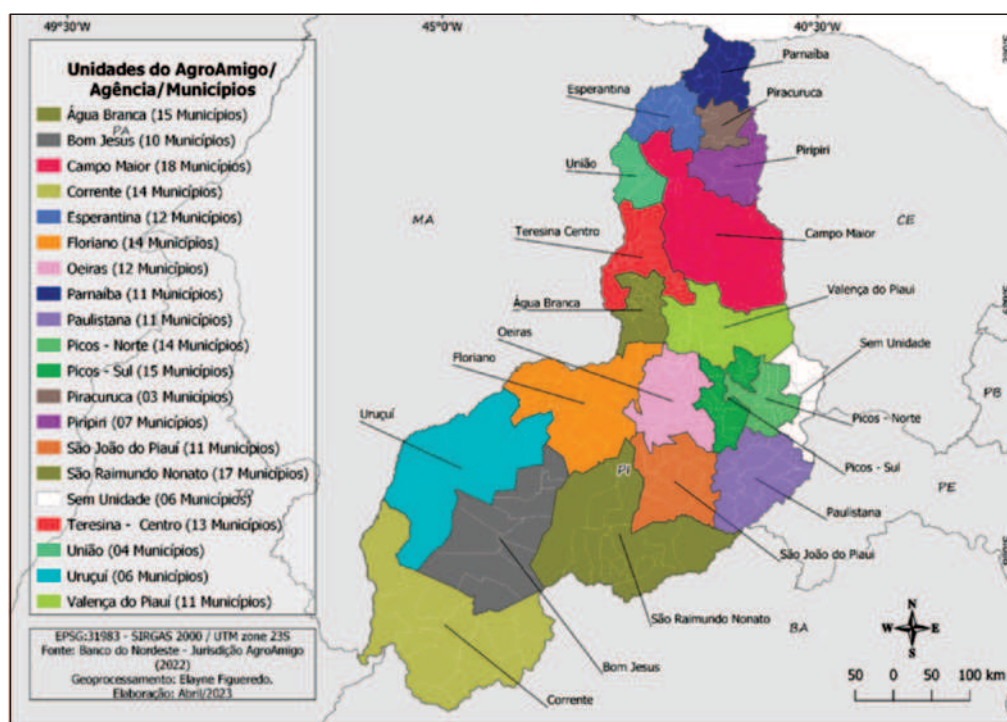 49°30'W
45°0'W
40°30'W
Unidades do AgroAmigo/
Agência/Municípios
Água Branca (15 Municípios)
Bom Jesus (10 Municípios)
Campo Maior (18 Municípios)
Corrente (14 Municípios)
Esperantina (12 Municípios)
Floriano (14 Municípios)
Oeiras (12 Municípios)
Parnaíba (11 Municípios)
Paulistana (11 Municípios)
Picos - Norte (14 Municípios)
Picos - Sul (15 Municípios)
Piracuruca (03 Municípios)
Piripiri (07 Municípios)
São João do Piauí (11 Municípios)
São Raimundo Nonato (17 Municípios)
Sem Unidade (06 Municípios)
Teresina - Centro (13 Municípios)
União (04 Municípios)
Uruçuí (06 Municípios)
Valença do Piauí (11 Municípios)
EPSG:31983 - SIRGAS 2000 / UTM zone 23S
Fonte: Banco do Nordeste - Jurisdição AgroAmigo
(2022)
Geoprocessamento: Elayne Figueredo.
Elaboração: Abril/2023
PA
TO
MA
CE
PB
PE
PI
BA
Parnaíba
Esperantina
Piracuruca
União
Piripiri
Teresina Centro
Campo Maior
Água Branca
Valença do Piaui
Oeiras
Sem Unidade
Floriano
Uruçuí
Picos - Norte
Picos - Sul
Paulistana
São João do Piaui
São Raimundo Nonato
Bom Jesus
Corrente
N
W E
S
50 0 50 100 km